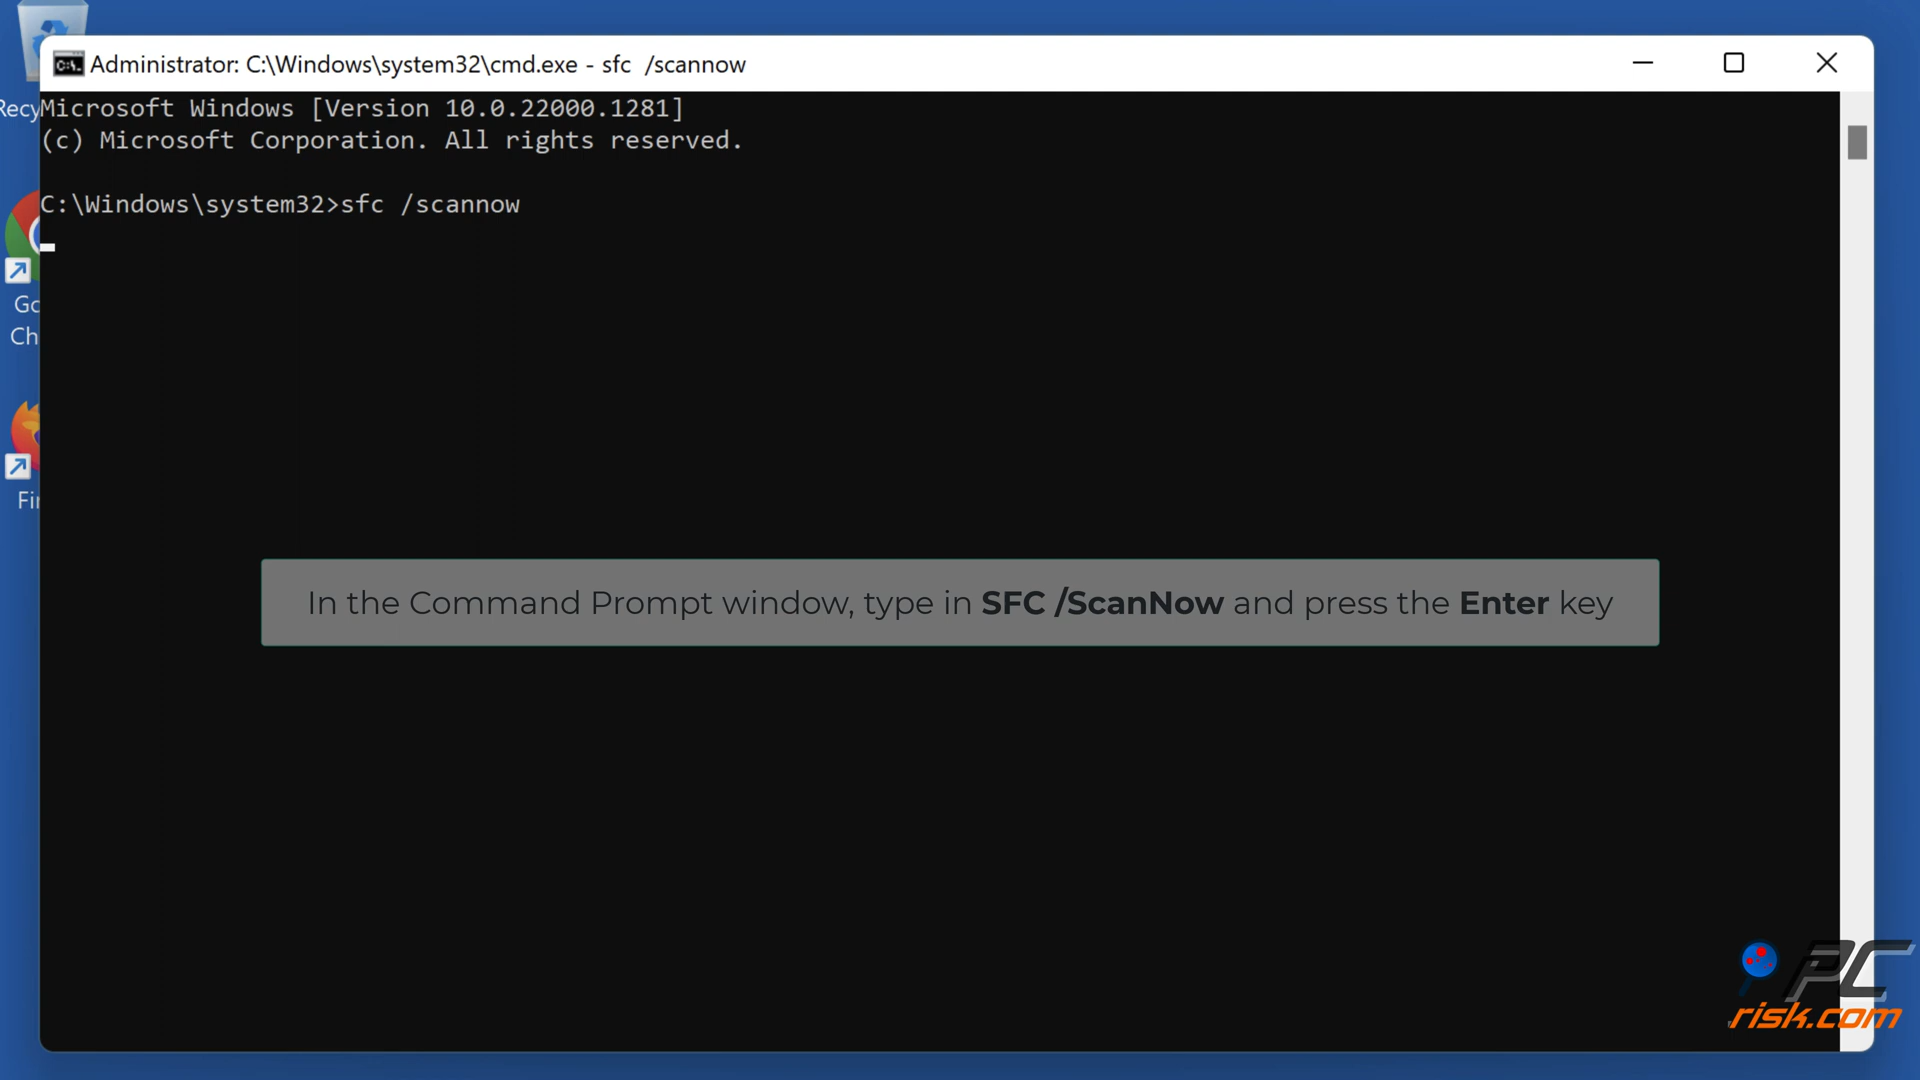 Administrator: C:\Windows\system32\cmd.exe - sfc  /scannow
Recy
Microsoft Windows [Version 10.0.22000.1281]
(c) Microsoft Corporation. All rights reserved.
C:\Windows\system32>sfc /scannow
Go
Ch
Fir
In the Command Prompt window, type in SFC /ScanNow and press the Enter key
PC
risk.com